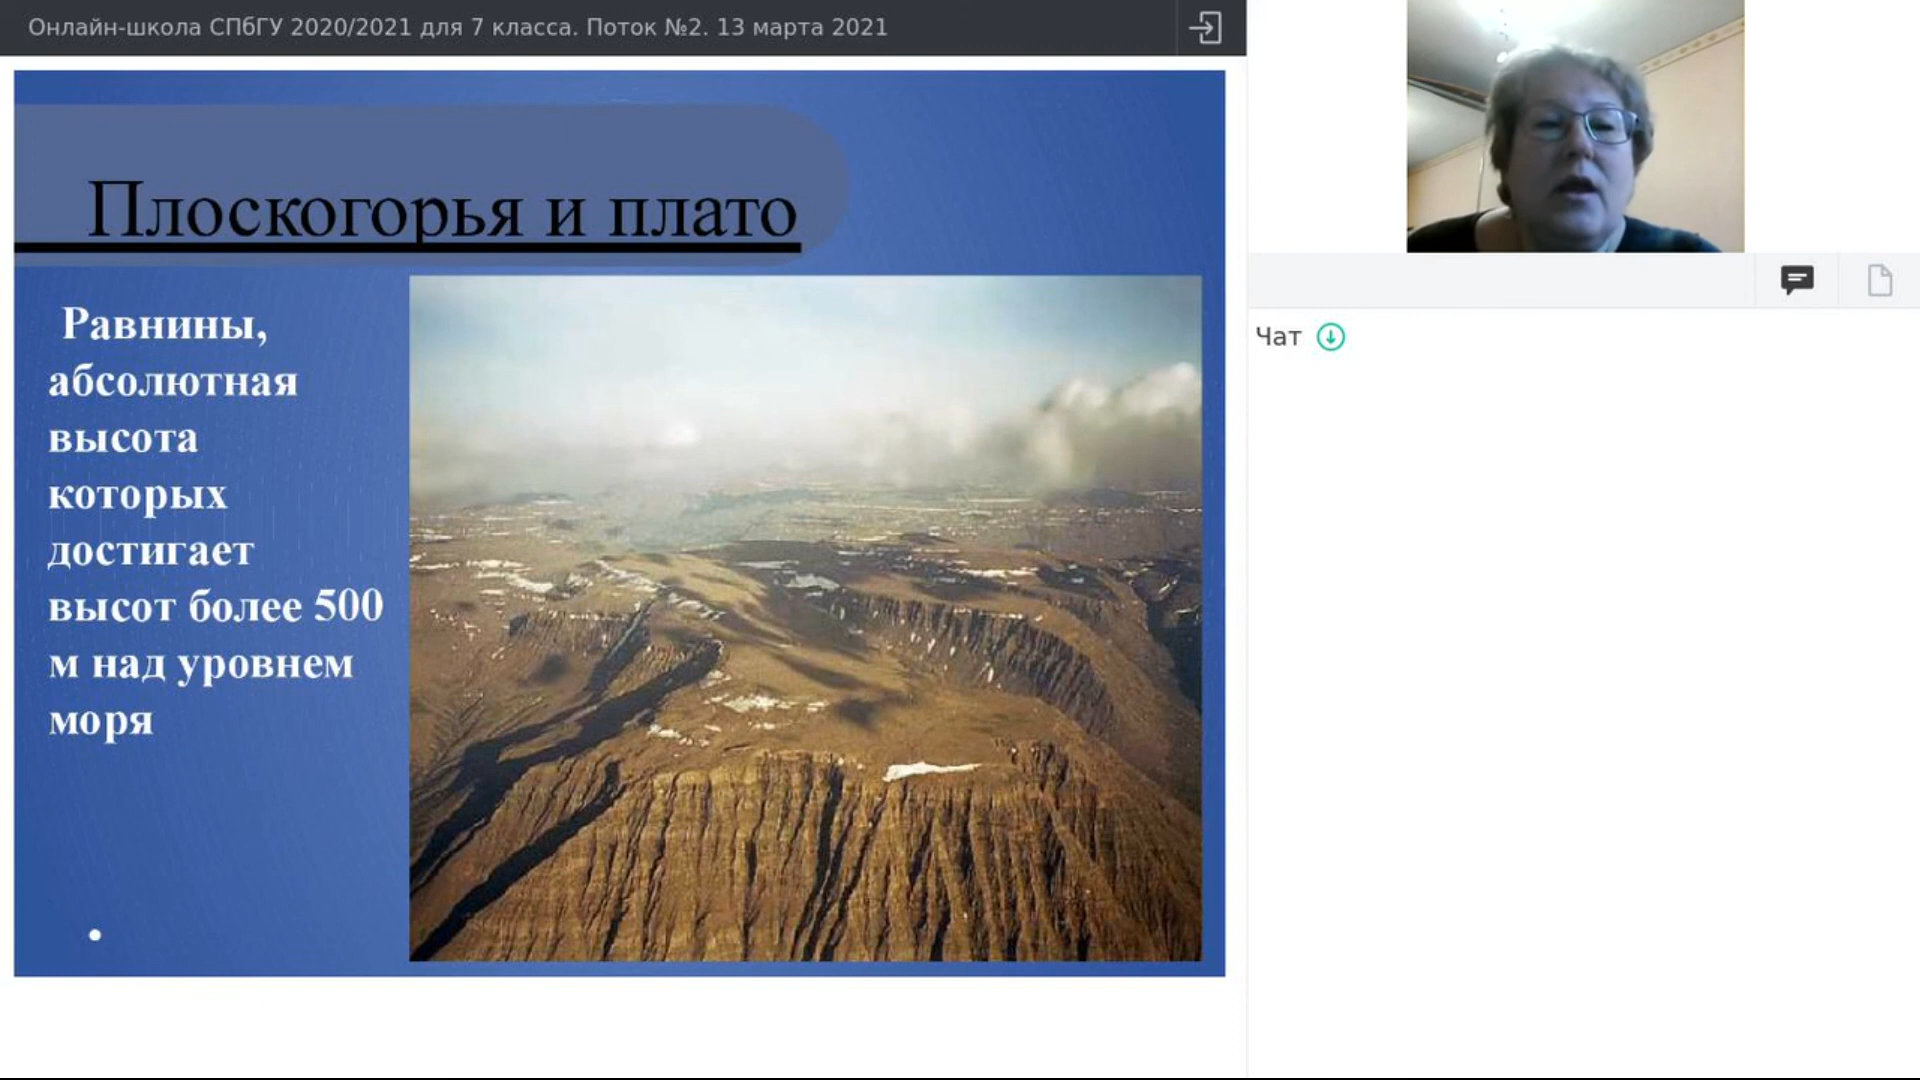 Онлайн-школа СПбГУ 2020/2021 для 7 класса. Поток №2. 13 марта 2021
Плоскогорья и плато
Равнины,
абсолютная
высота
которых
достигает
высот более 500
м над уровнем
моря
Чат